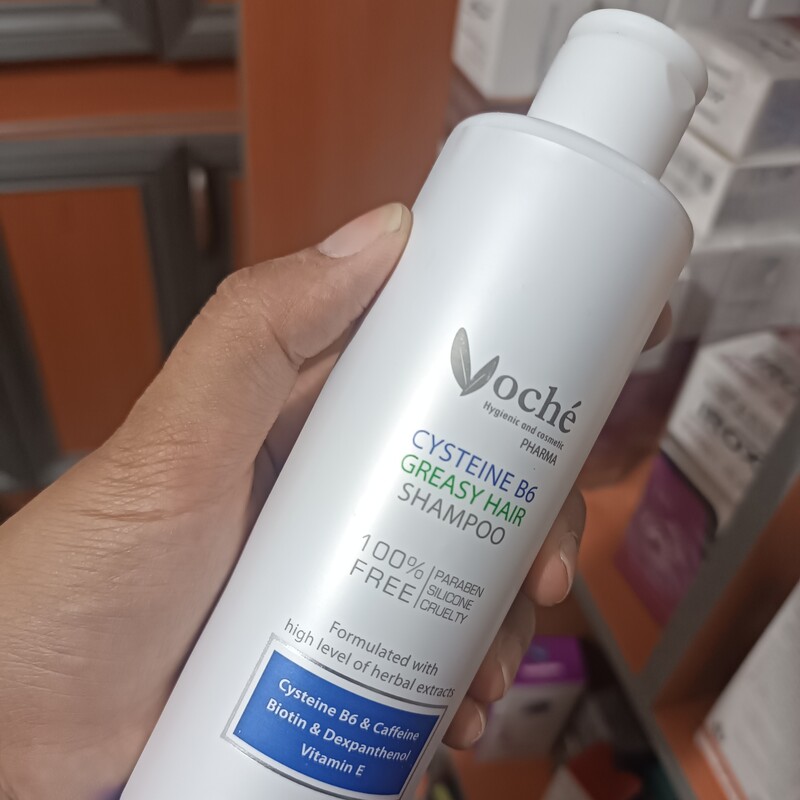 Voché
Hygienic and cosmetic
PHARMA
CYSTEINE B6
GREASY HAIR
SHAMPOO
100%
FREE
PARABEN
SILICONE
CRUELTY
Formulated with
high level of herbal extracts
Cysteine B6 & Caffeine
Biotin & Dexpanthenol
Vitamin E